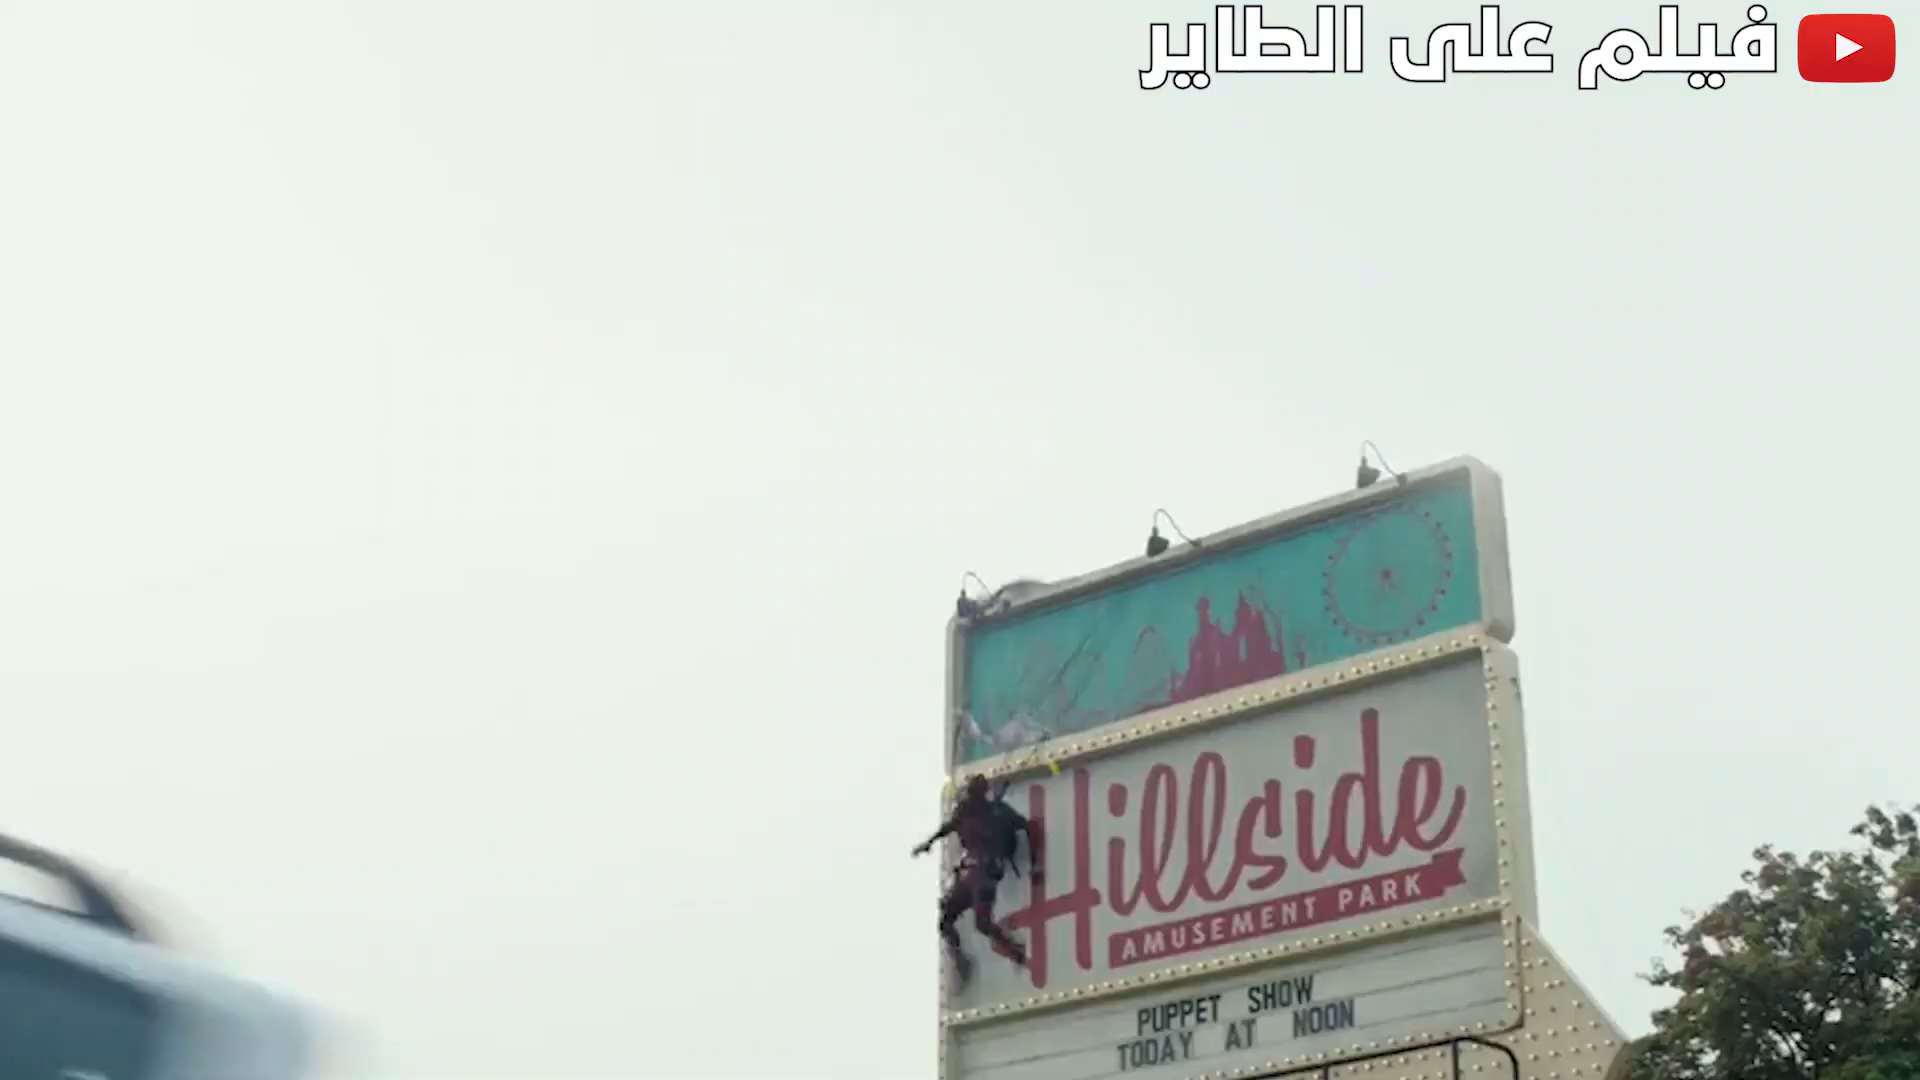 فيلم على الطاير
Hillside
AMUSEMENT PARK
PUPPET SHOW
TODAY AT NOON